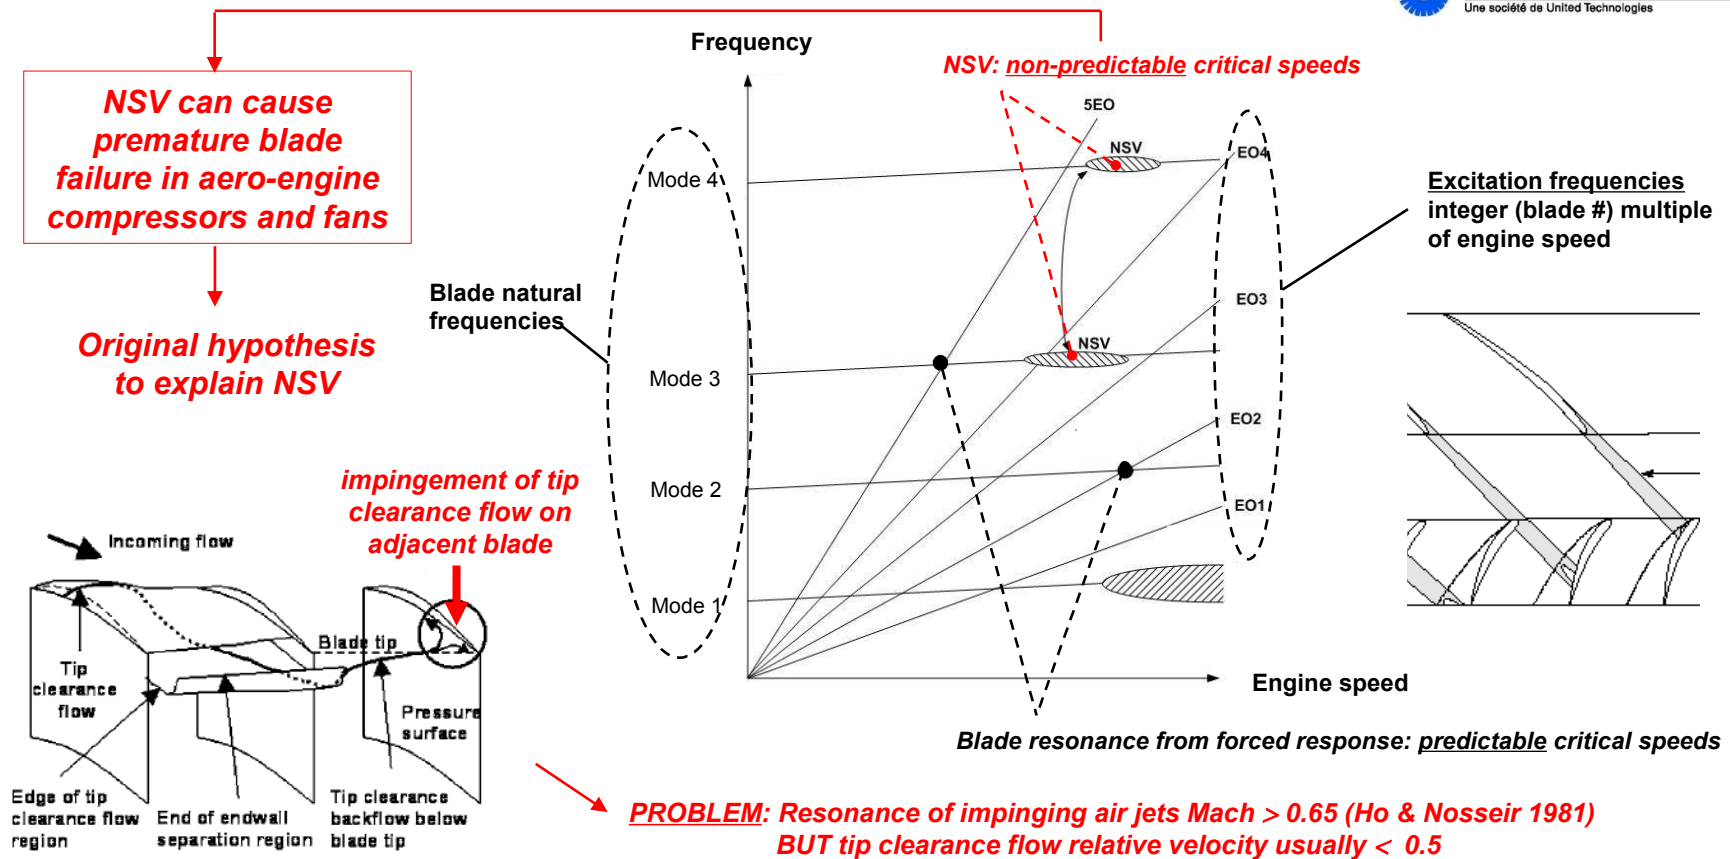 Une société de United Technologies
Frequency
NSV: non-predictable critical speeds
NSV can cause
premature blade
failure in aero-engine
compressors and fans
Original hypothesis
to explain NSV
Blade natural
frequencies
Mode 4
Mode 3
Mode 2
Mode 1
5EO
NSV
EO4
NSV
EO3
EO2
EO1
Excitation frequencies
integer (blade #) multiple
of engine speed
Engine speed
Blade resonance from forced response: predictable critical speeds
impingement of tip
clearance flow on
adjacent blade
Incoming flow
Blade tip
Tip
clearance
flow
Pressure
surface
Edge of tip
clearance flow
region
End of endwall
separation region
Tip clearance
backflow below
blade tip
PROBLEM: Resonance of impinging air jets Mach > 0.65 (Ho & Nosseir 1981)
BUT tip clearance flow relative velocity usually < 0.5